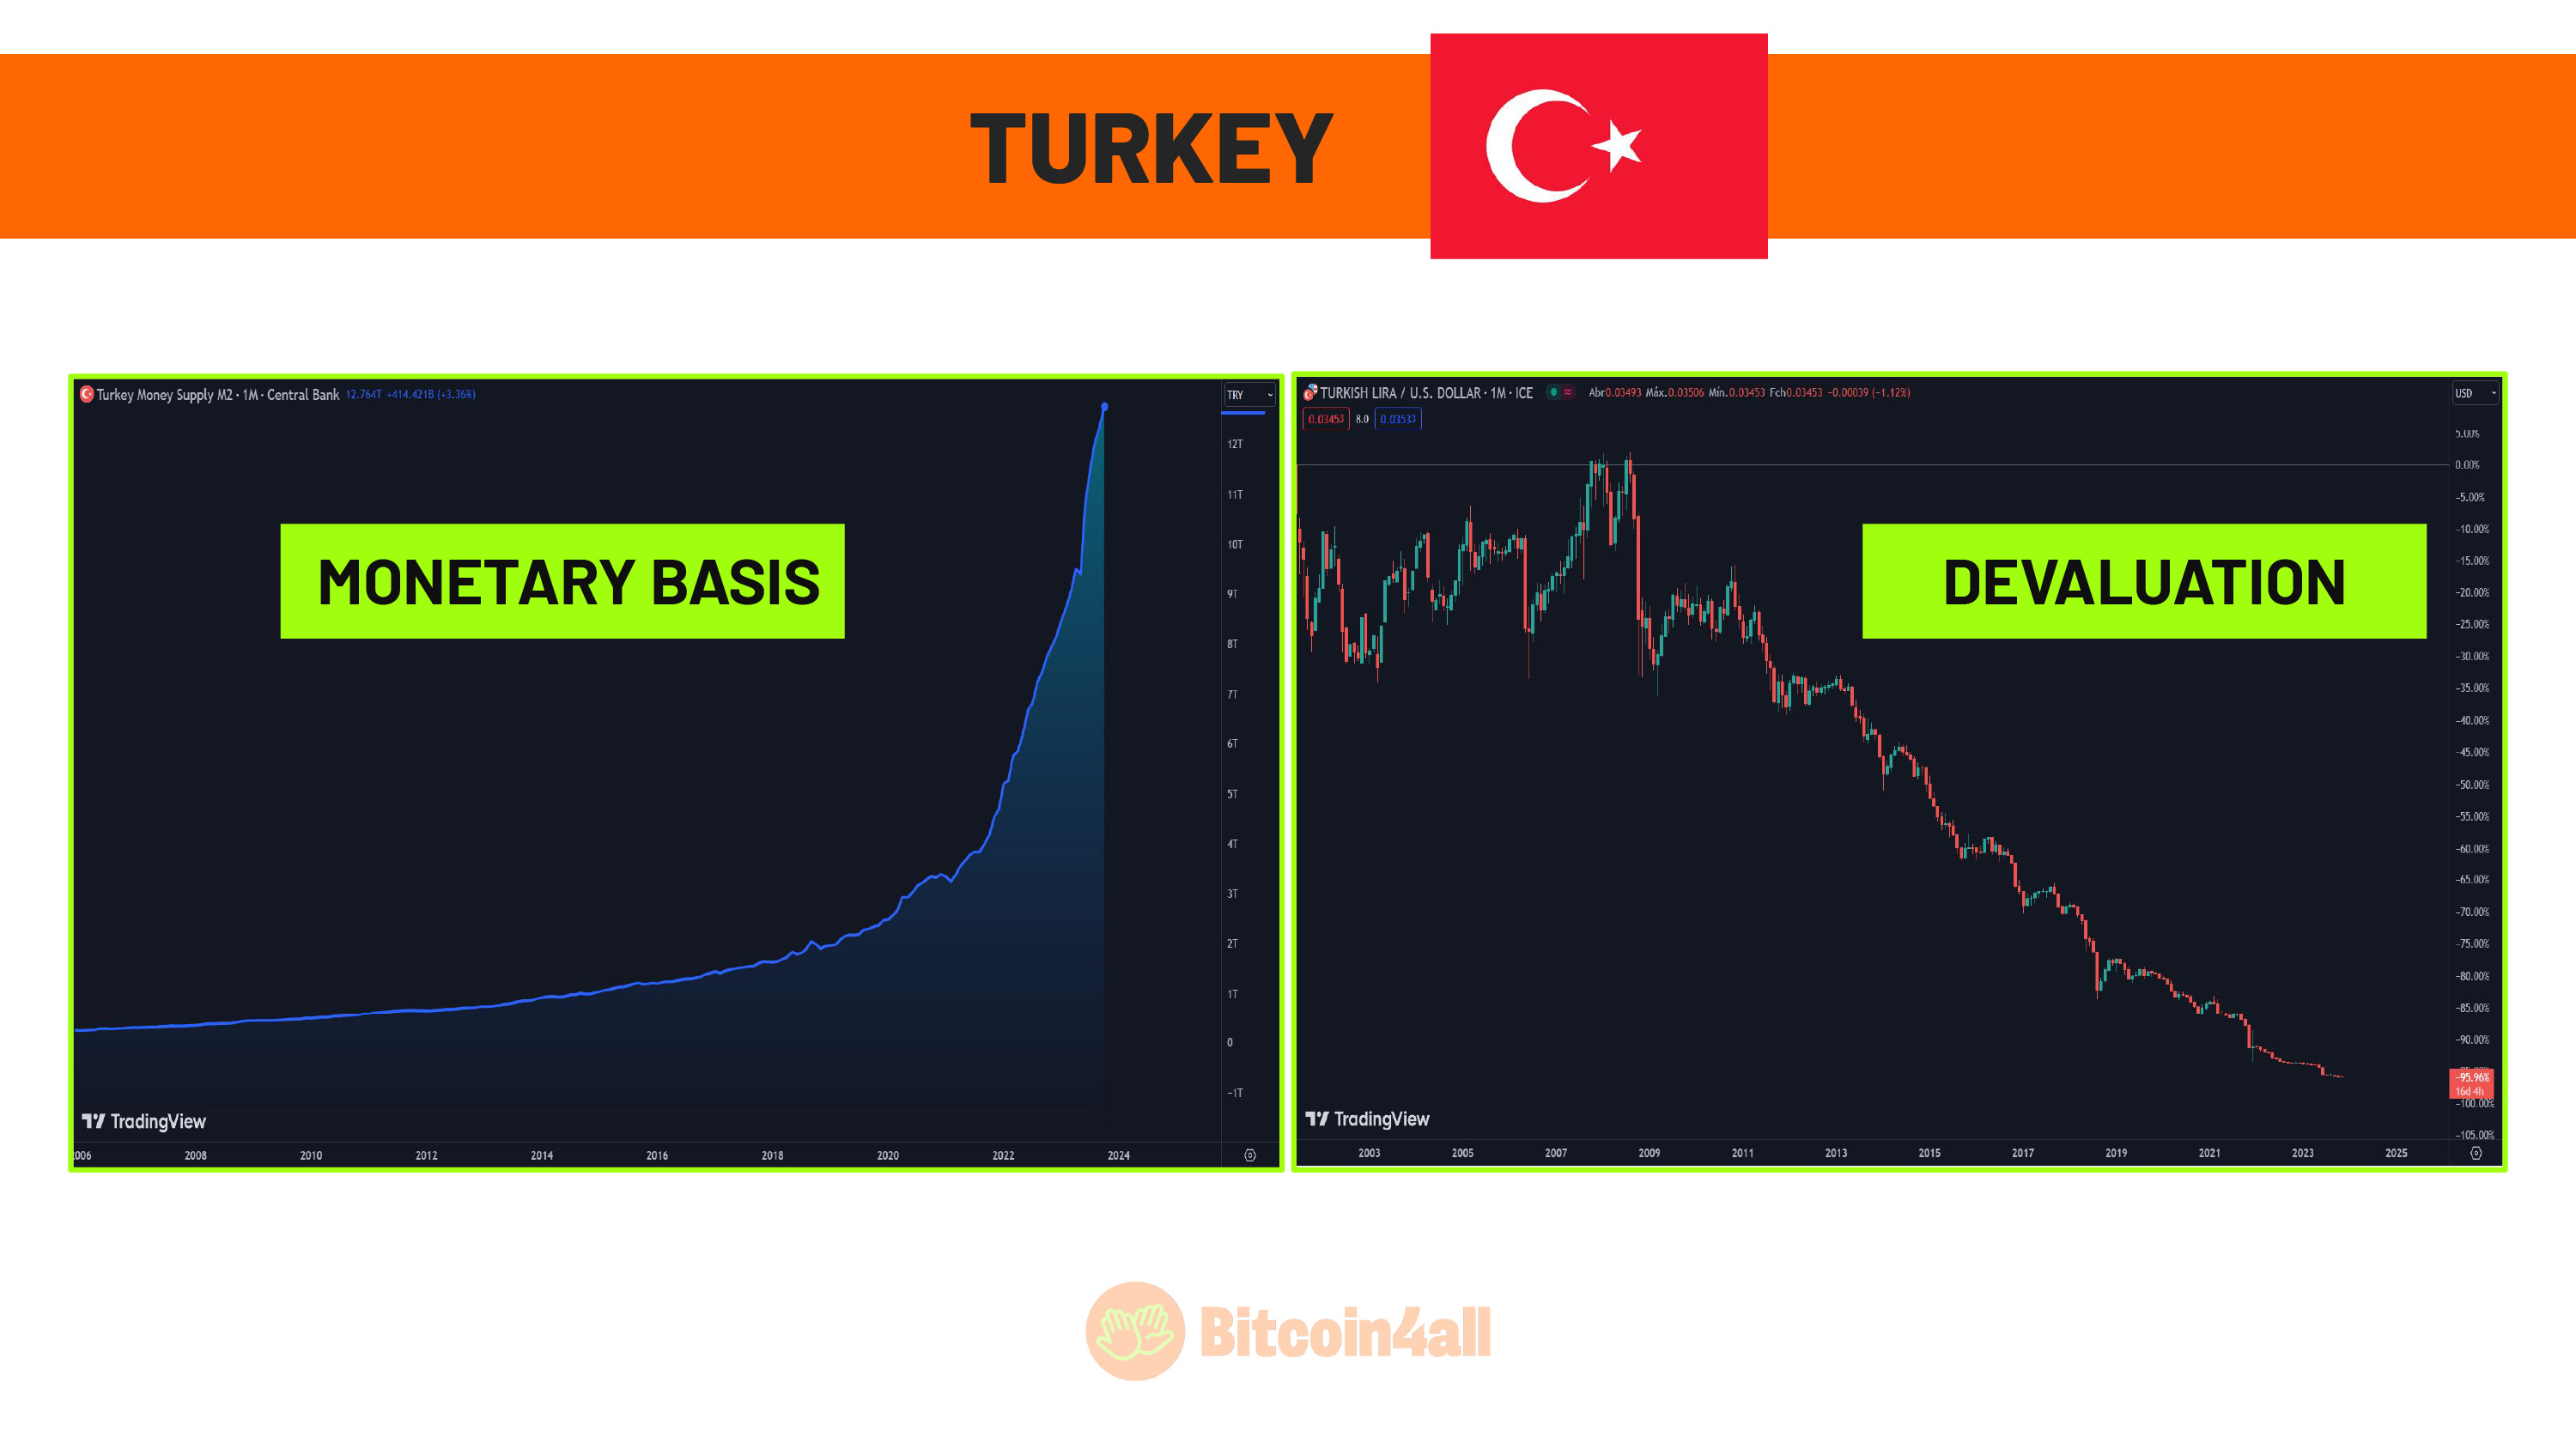 TURKEY
Turkey Money Supply M2 · 1M · Central Bank 12.764T +414.421B (+3.36%)
TRY
12T
11T
10T
9T
8T
7T
6T
5T
4T
3T
2T
1T
0
−1T
MONETARY BASIS
TradingView
2006
2008
2010
2012
2014
2016
2018
2020
2022
2024
TURKISH LIRA / U.S. DOLLAR · 1M · ICE Abr0.03493 Máx.0.03506 Mín.0.03453 Fch0.03453 −0.00039 (−1.12%)
0.03453 8.0 0.03533
USD
5.00%
0.00%
−5.00%
−10.00%
−15.00%
−20.00%
−25.00%
−30.00%
−35.00%
−40.00%
−45.00%
−50.00%
−55.00%
−60.00%
−65.00%
−70.00%
−75.00%
−80.00%
−85.00%
−90.00%
−95.96%
16d 4h
−100.00%
−105.00%
DEVALUATION
TradingView
2003
2005
2007
2009
2011
2013
2015
2017
2019
2021
2023
2025
Bitcoin4all